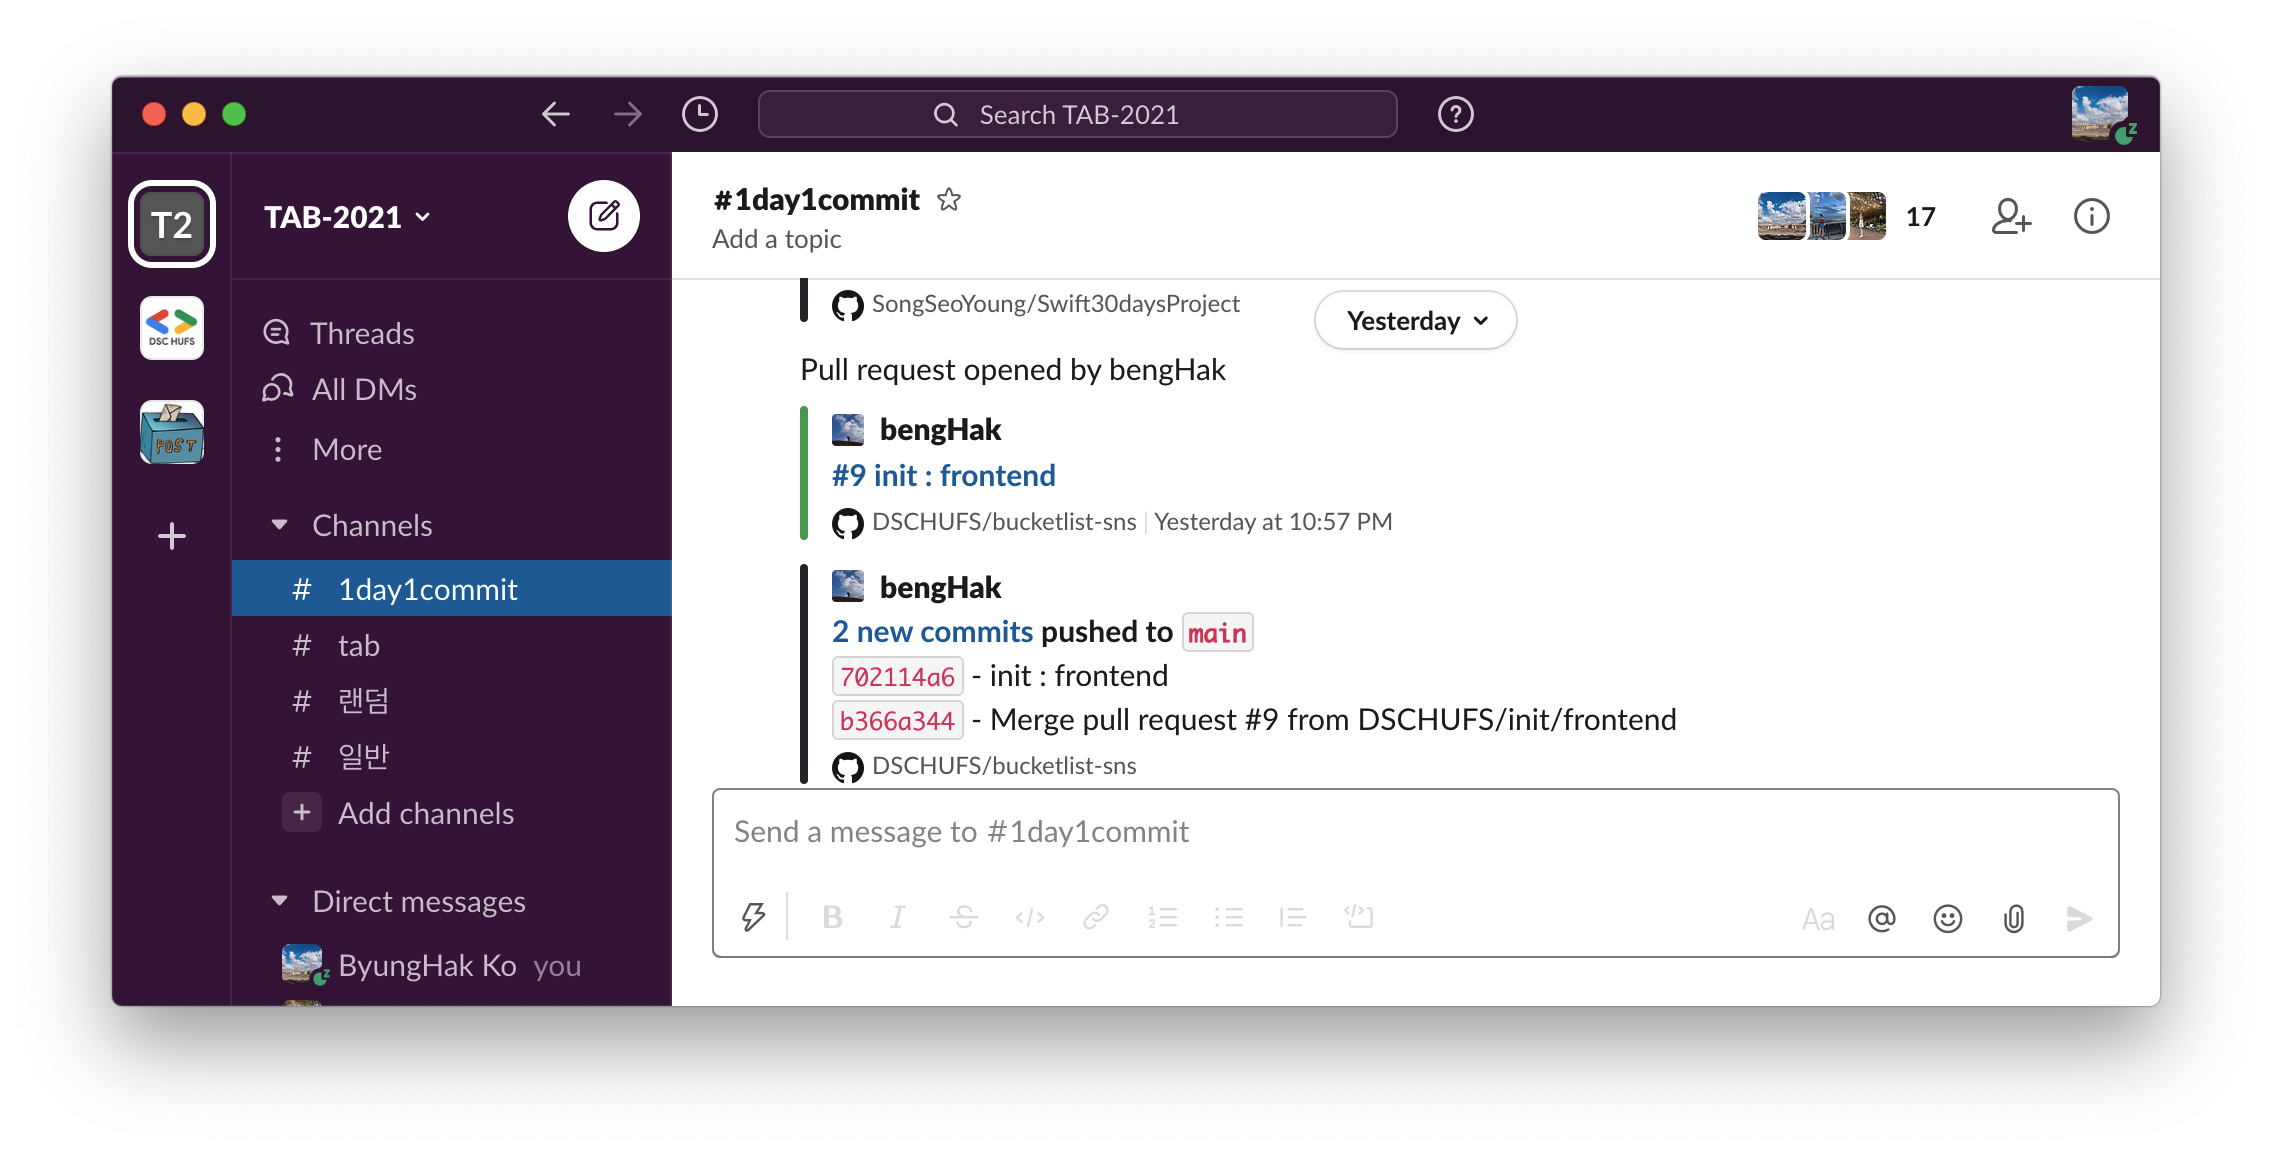 Search TAB-2021
T2
DSC HUFS
POST
TAB-2021
Threads
All DMs
More
Channels
# 1day1commit
# tab
# 랜덤
# 일반
+ Add channels
Direct messages
ByungHak Ko you
#1day1commit
Add a topic
17
SongSeoYoung/Swift30daysProject
Yesterday
Pull request opened by bengHak
bengHak
#9 init : frontend
DSCHUFS/bucketlist-sns | Yesterday at 10:57 PM
bengHak
2 new commits pushed to main
702114a6 - init : frontend
b366a344 - Merge pull request #9 from DSCHUFS/init/frontend
DSCHUFS/bucketlist-sns
Send a message to #1day1commit
B I S </> Aa @